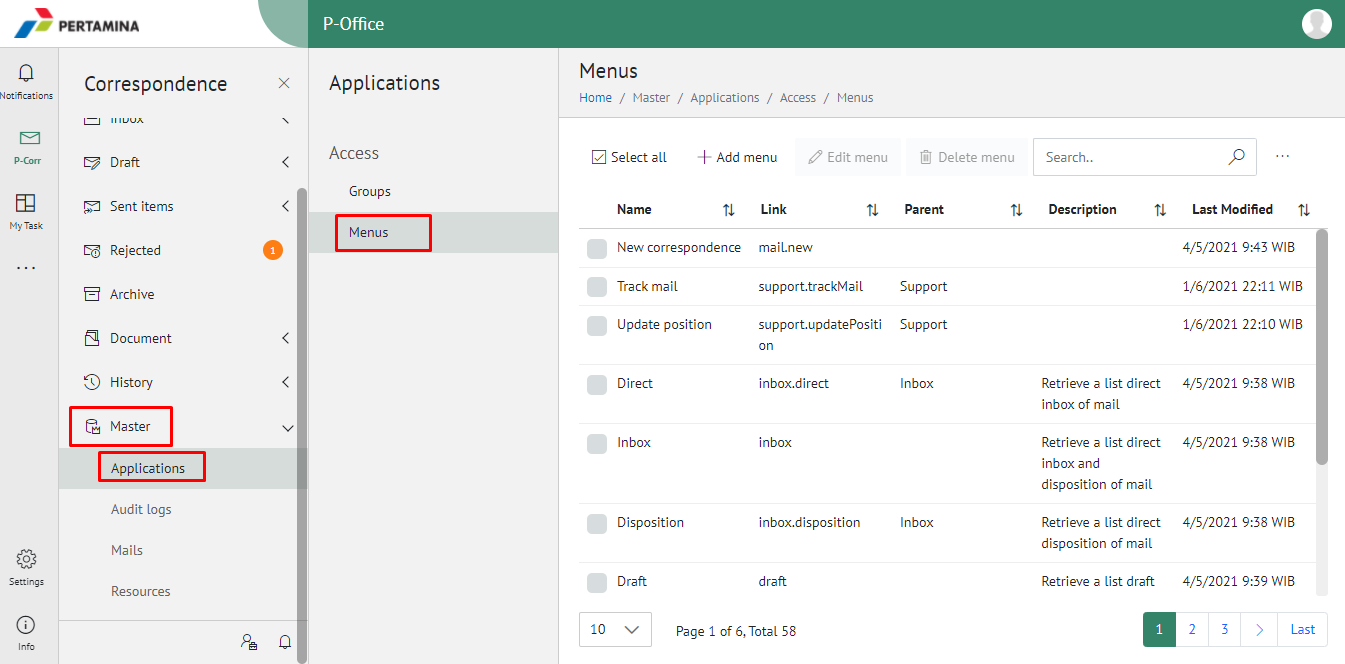 PERTAMINA
P-Office
Notifications
P-Corr
My Task
...
Settings
Info
Correspondence
Inbox
Draft
Sent items
Rejected 1
Archive
Document
History
Master
Applications
Audit logs
Mails
Resources
Applications
Access
Groups
Menus
Menus
Home / Master / Applications / Access / Menus
Select all Add menu Edit menu Delete menu Search.. ...
Name Link Parent Description Last Modified
New correspondence mail.new 4/5/2021 9:43 WIB
Track mail support.trackMail Support 1/6/2021 22:11 WIB
Update position support.updatePositi Support 1/6/2021 22:10 WIB
on
Direct inbox.direct Inbox Retrieve a list direct 4/5/2021 9:38 WIB
inbox of mail
Inbox inbox Retrieve a list direct 4/5/2021 9:38 WIB
inbox and
disposition of mail
Disposition inbox.disposition Inbox Retrieve a list direct 4/5/2021 9:38 WIB
disposition of mail
Draft draft Retrieve a list draft 4/5/2021 9:39 WIB
10 Page 1 of 6, Total 58 1 2 3 > Last